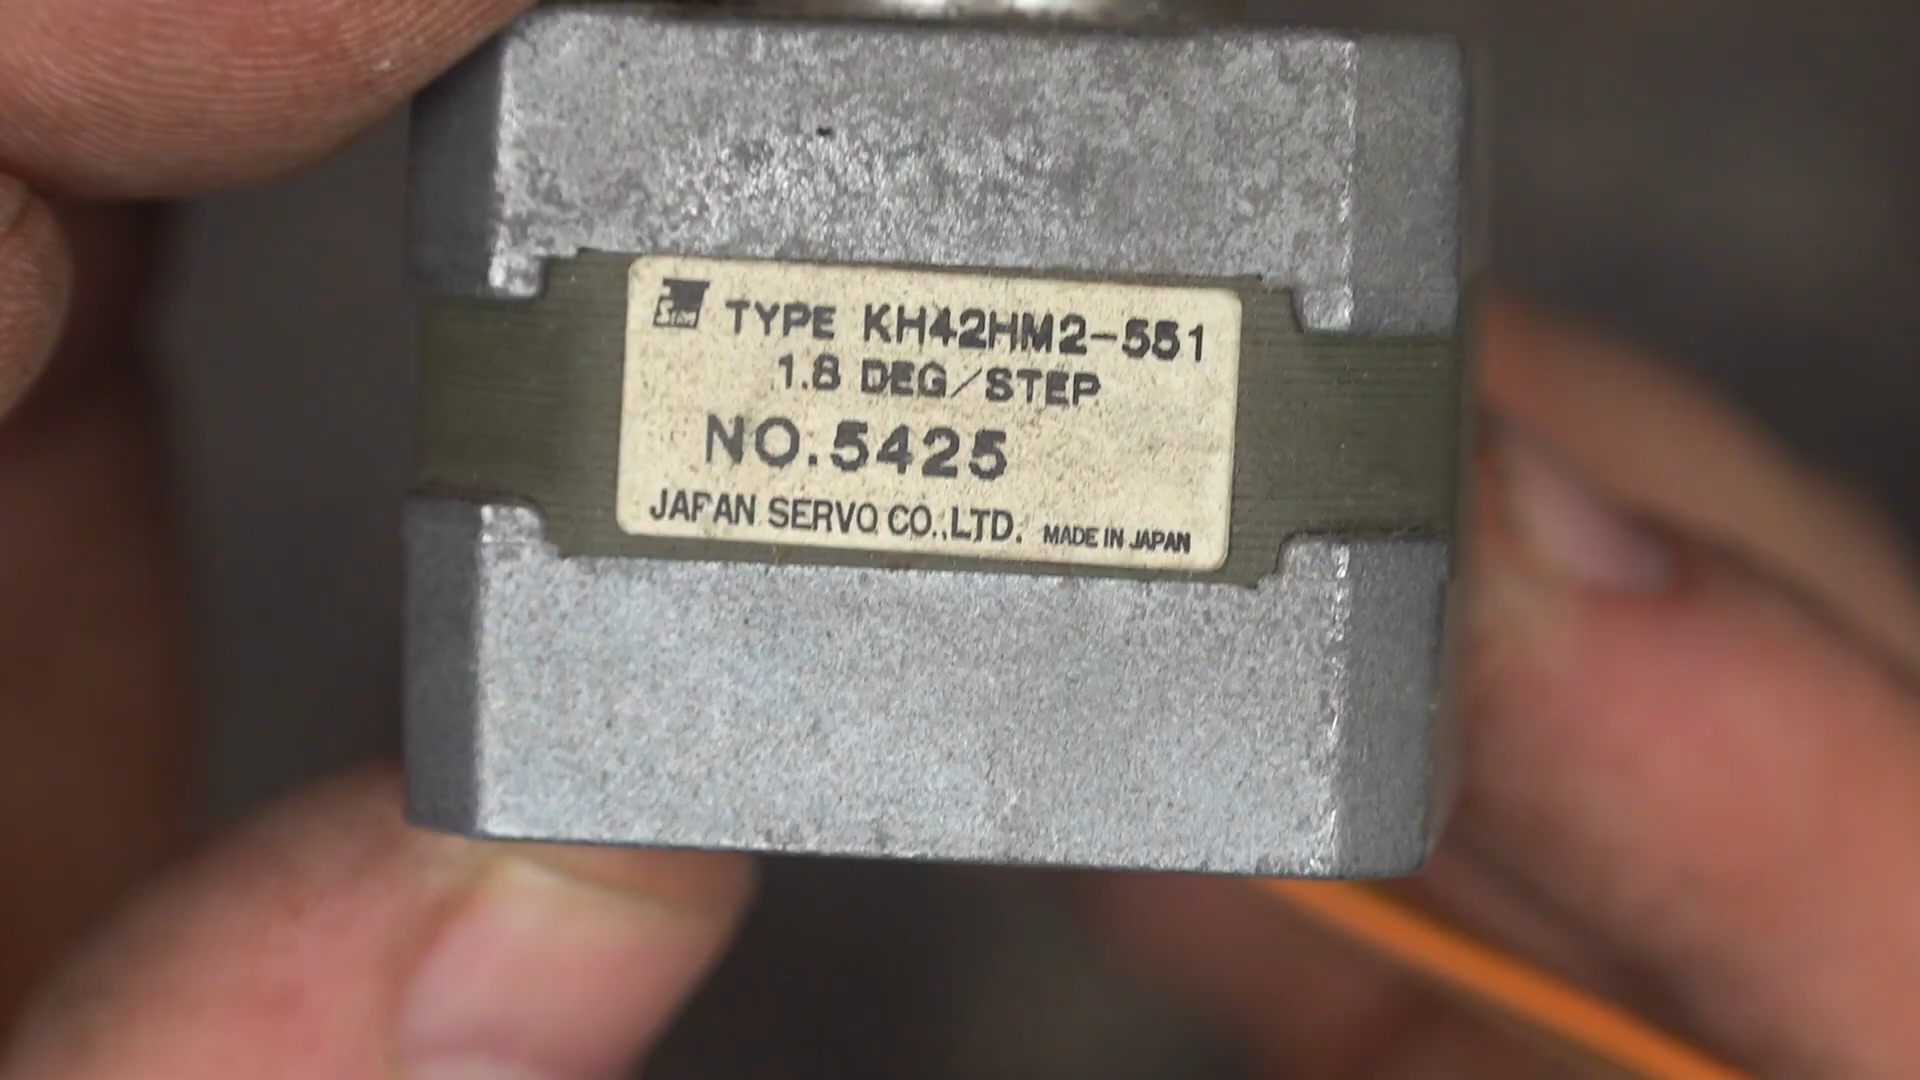 TYPE KH42HM2-551
1.8 DEG/STEP
NO.5425
JAPAN SERVO CO.,LTD. MADE IN JAPAN